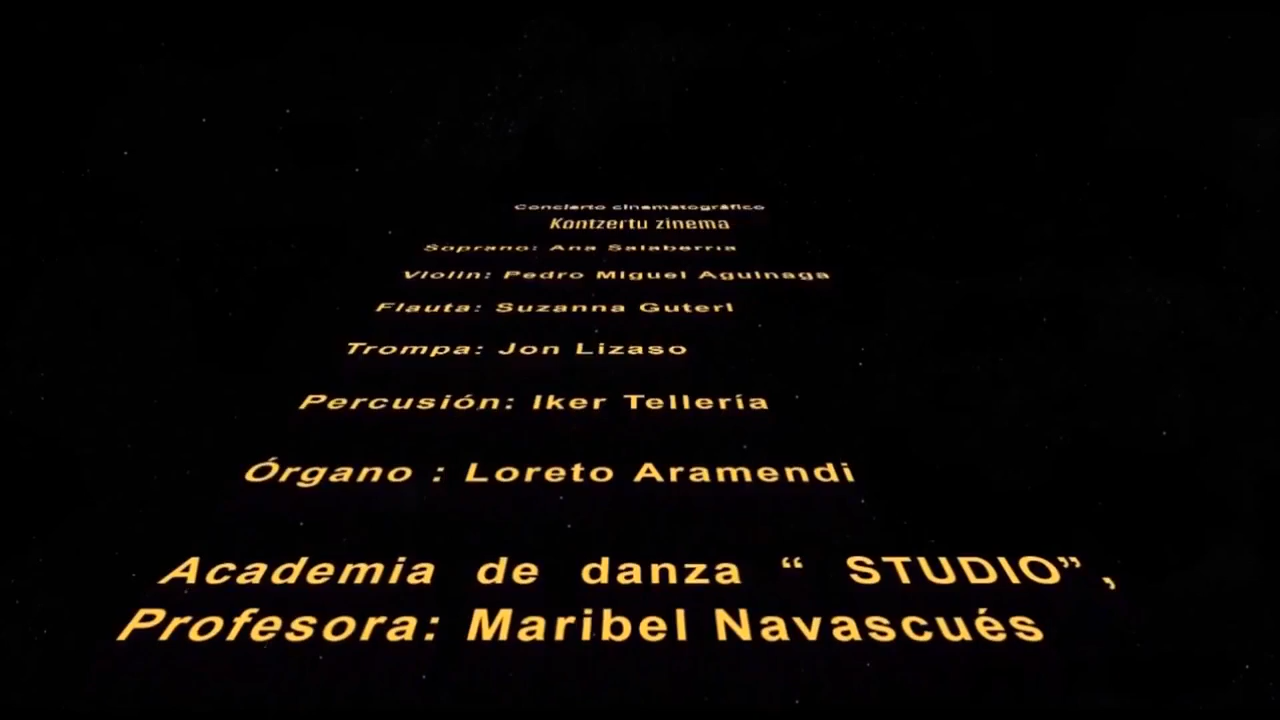 Concierto cinematográfico
Kontzertu zinema
Soprano: Ana Salaberria
Violin: Pedro Miguel Aguinaga
Flauta: Suzanna Guterl
Trompa: Jon Lizaso
Percusión: Iker Tellería
Órgano : Loreto Aramendi
Academia de danza “ STUDIO” ,
Profesora: Maribel Navascués